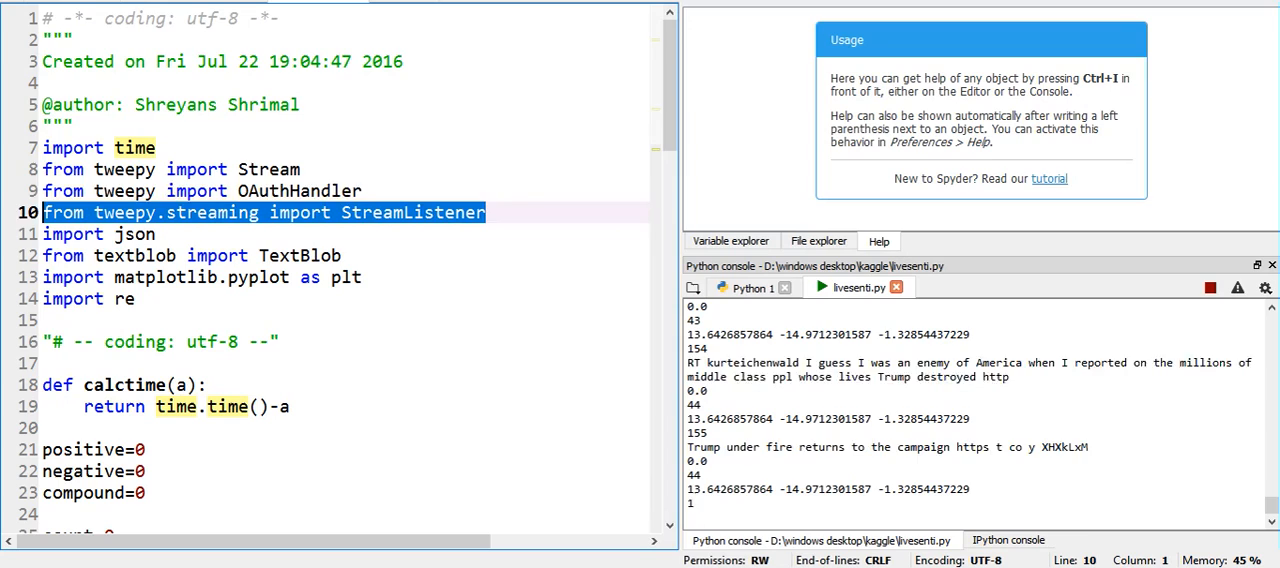 1 # -*- coding: utf-8 -*-
2 """
3 Created on Fri Jul 22 19:04:47 2016
4
5 @author: Shreyans Shrimal
6 """
7 import time
8 from tweepy import Stream
9 from tweepy import OAuthHandler
10 from tweepy.streaming import StreamListener
11 import json
12 from textblob import TextBlob
13 import matplotlib.pyplot as plt
14 import re
15
16 "# -- coding: utf-8 --"
17
18 def calctime(a):
19     return time.time()-a
20
21 positive=0
22 negative=0
23 compound=0
24
Usage
Here you can get help of any object by pressing Ctrl+I in
front of it, either on the Editor or the Console.
Help can also be shown automatically after writing a left
parenthesis next to an object. You can activate this
behavior in Preferences > Help.
New to Spyder? Read our tutorial
Variable explorer File explorer Help
Python console - D:\windows desktop\kaggle\livesenti.py
Python 1 livesenti.py
0.0
43
13.6426857864 -14.9712301587 -1.32854437229
154
RT kurteichenwald I guess I was an enemy of America when I reported on the millions of
middle class ppl whose lives Trump destroyed http
0.0
44
13.6426857864 -14.9712301587 -1.32854437229
155
Trump under fire returns to the campaign https t co y XHXkLxM
0.0
44
13.6426857864 -14.9712301587 -1.32854437229
1
Python console - D:\windows desktop\kaggle\livesenti.py IPython console
Permissions: RW End-of-lines: CRLF Encoding: UTF-8 Line: 10 Column: 1 Memory: 45 %